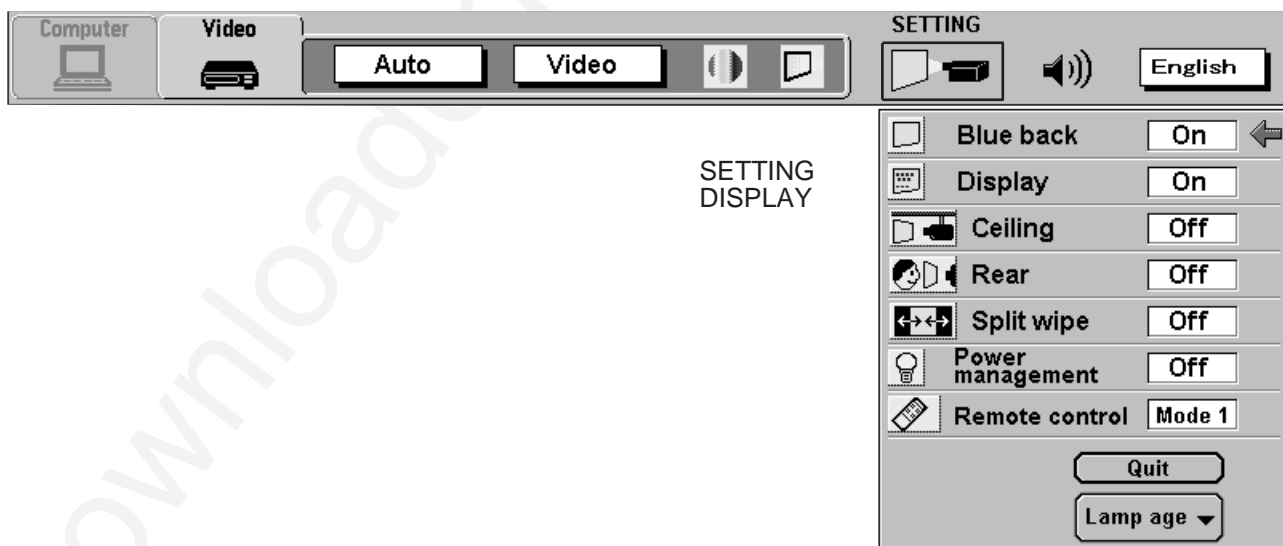 Computer
Video
Auto
Video
SETTING
English
SETTING
DISPLAY
Blue back On
Display On
Ceiling Off
Rear Off
Split wipe Off
Power
management Off
Remote control Mode 1
Quit
Lamp age